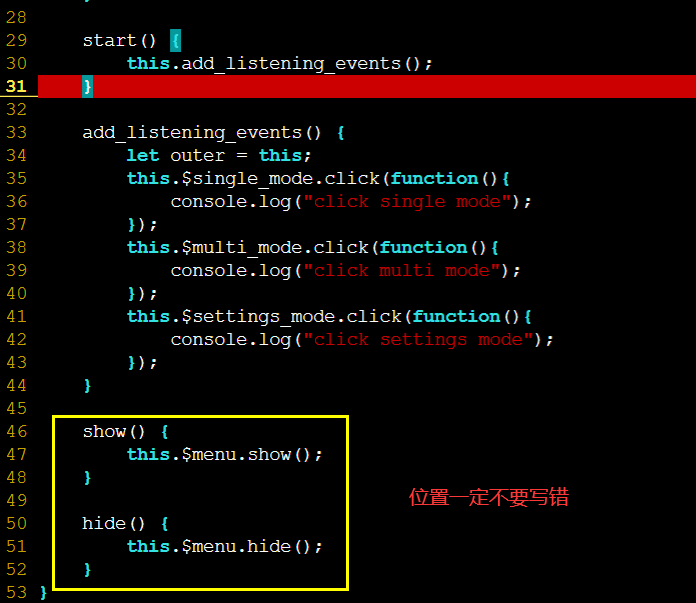 28
29     start() {
30         this.add_listening_events();
31     }
32
33     add_listening_events() {
34         let outer = this;
35         this.$single_mode.click(function(){
36             console.log("click single mode");
37         });
38         this.$multi_mode.click(function(){
39             console.log("click multi mode");
40         });
41         this.$settings_mode.click(function(){
42             console.log("click settings mode");
43         });
44     }
45
46     show() {
47         this.$menu.show();
48     }
49
位置一定不要写错
50     hide() {
51         this.$menu.hide();
52     }
53 }